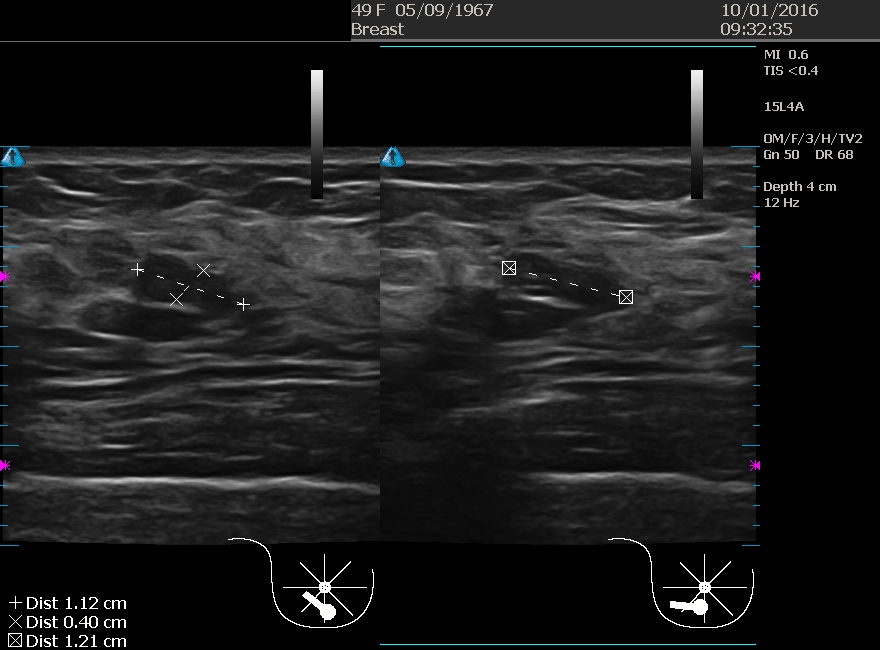 49 F 05/09/1967 10/01/2016
Breast 09:32:35
MI 0.6
TIS <0.4
15L4A
OM/F/3/H/TV2
Gn 50 DR 68
Depth 4 cm
12 Hz
Dist 1.12 cm
Dist 0.40 cm
Dist 1.21 cm